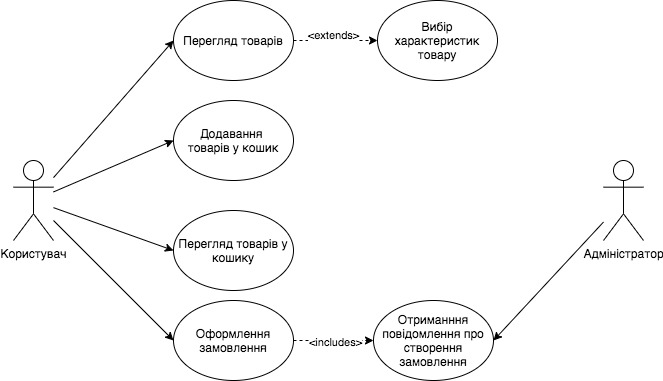 Перегляд товарів
<extends>
Вибір
характеристик
товару
Додавання
товарів у кошик
Користувач
Перегляд товарів у
кошику
Адміністратор
Оформлення
замовлення
<includes>
Отриманння
повідомлення про
створення
замовлення